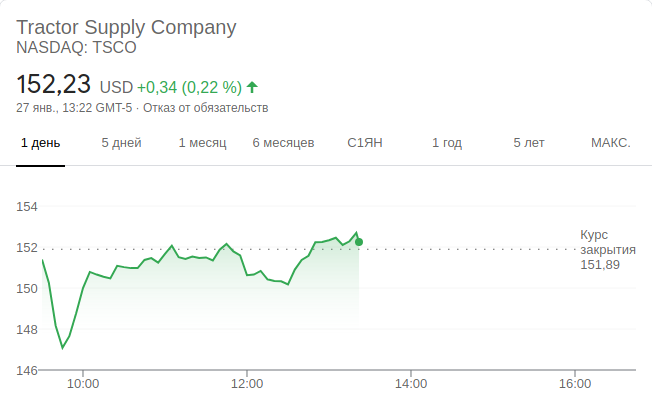 Tractor Supply Company
NASDAQ: TSCO
152,23 USD +0,34 (0,22 %)
27 янв., 13:22 GMT-5 · Отказ от обязательств
1 день 5 дней 1 месяц 6 месяцев С1ЯН 1 год 5 лет МАКС.
154
152
150
148
146
Курс
закрытия
151,89
10:00 12:00 14:00 16:00